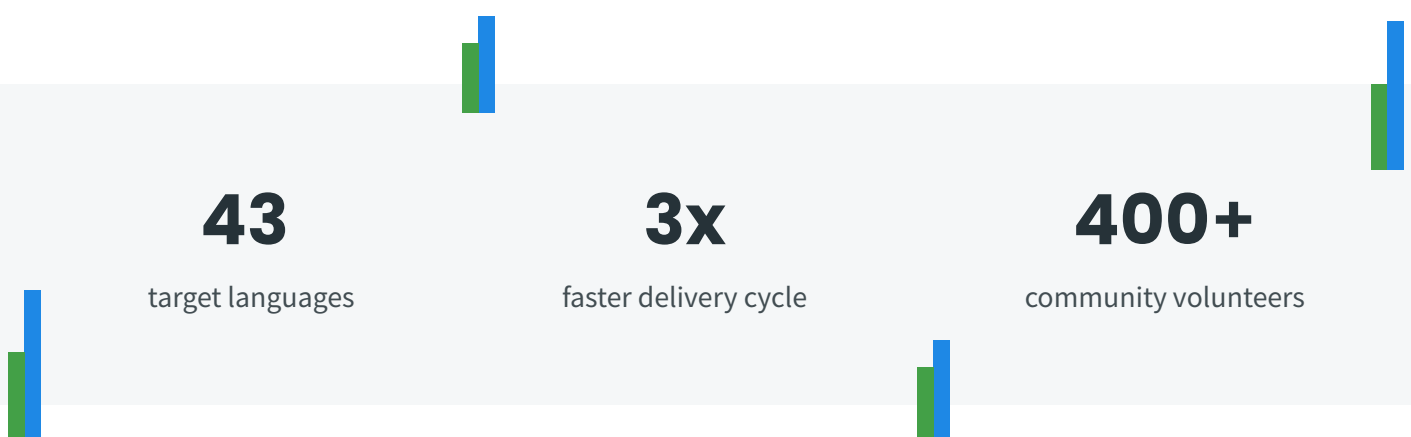 43
3x
400+
target languages
faster delivery cycle
community volunteers